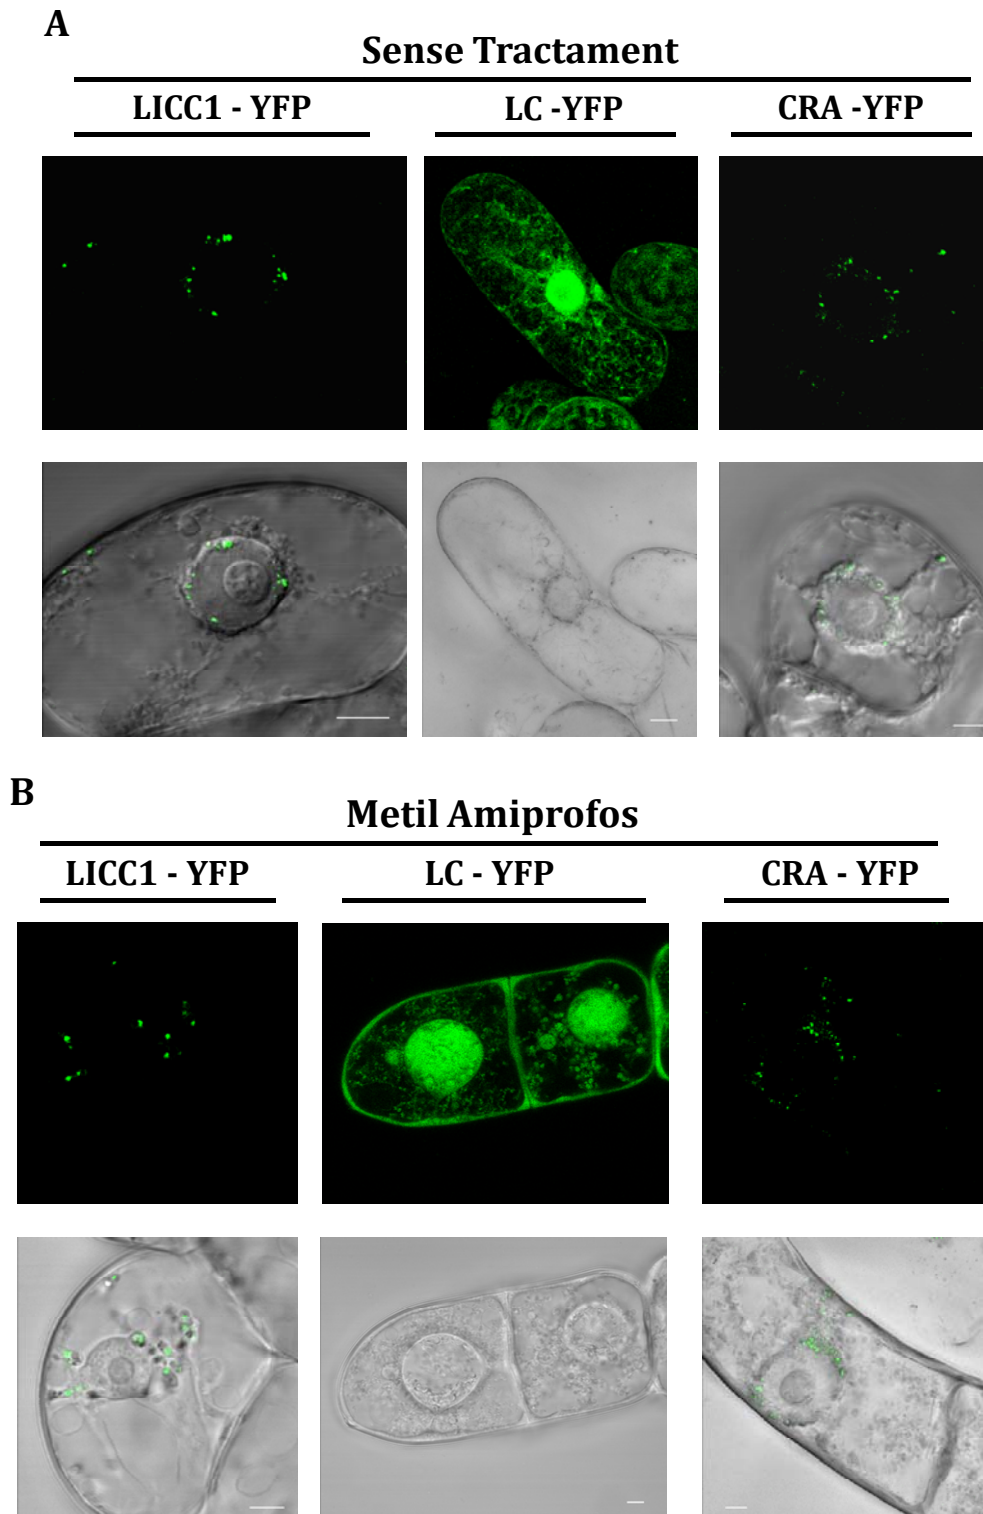 A
Sense Tractament
LICC1 - YFP
LC -YFP
CRA -YFP
B
Metil Amiprofos
LICC1 - YFP
LC - YFP
CRA - YFP